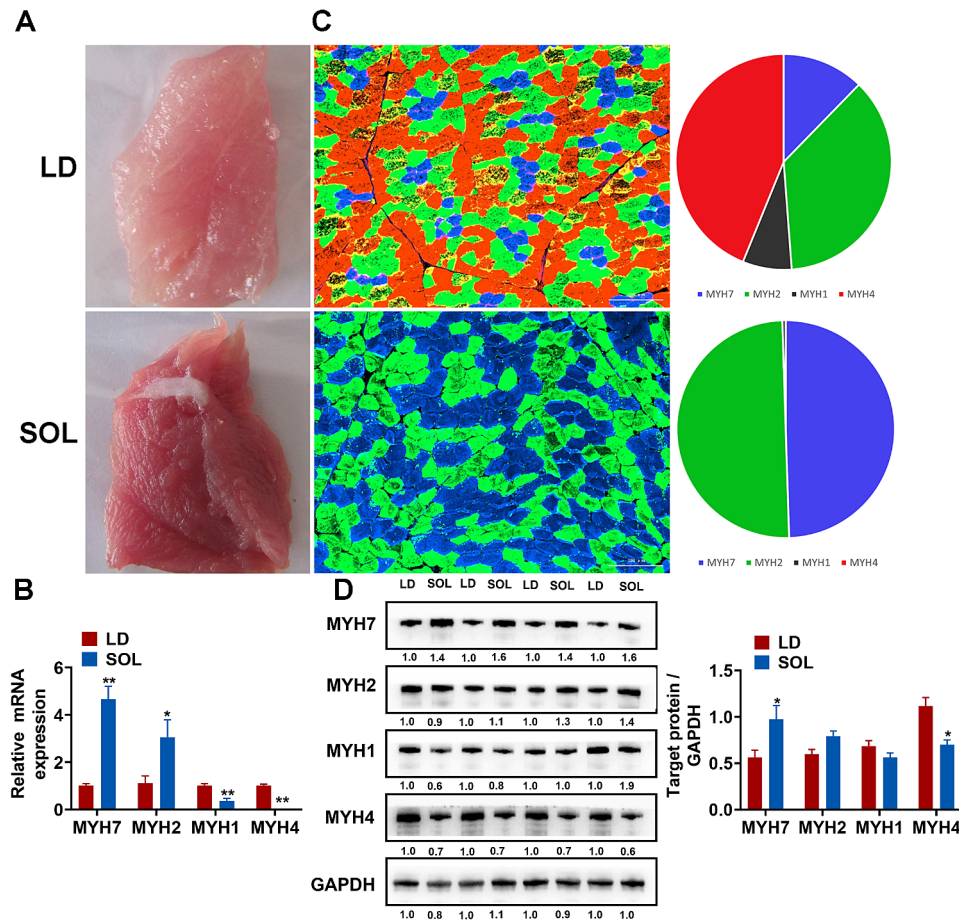 A
C
LD
MYH7 MYH2 MYH1 MYH4
SOL
MYH7 MYH2 MYH1 MYH4
B
LD
SOL
Relative mRNA
expression
6
4
2
0
MYH7 MYH2 MYH1 MYH4
** * ** **
D
LD SOL LD SOL LD SOL LD SOL
MYH7
1.0 1.4 1.0 1.6 1.0 1.4 1.0 1.6
MYH2
1.0 0.9 1.0 1.1 1.0 1.3 1.0 1.4
MYH1
1.0 0.6 1.0 0.8 1.0 0.6 1.0 1.9
MYH4
1.0 0.7 1.0 0.7 1.0 0.7 1.0 0.6
GAPDH
1.0 0.8 1.0 1.1 1.0 0.9 1.0 1.0
LD
SOL
Target protein /
GAPDH
1.5
1.0
0.5
0.0
* *
MYH7 MYH2 MYH1 MYH4